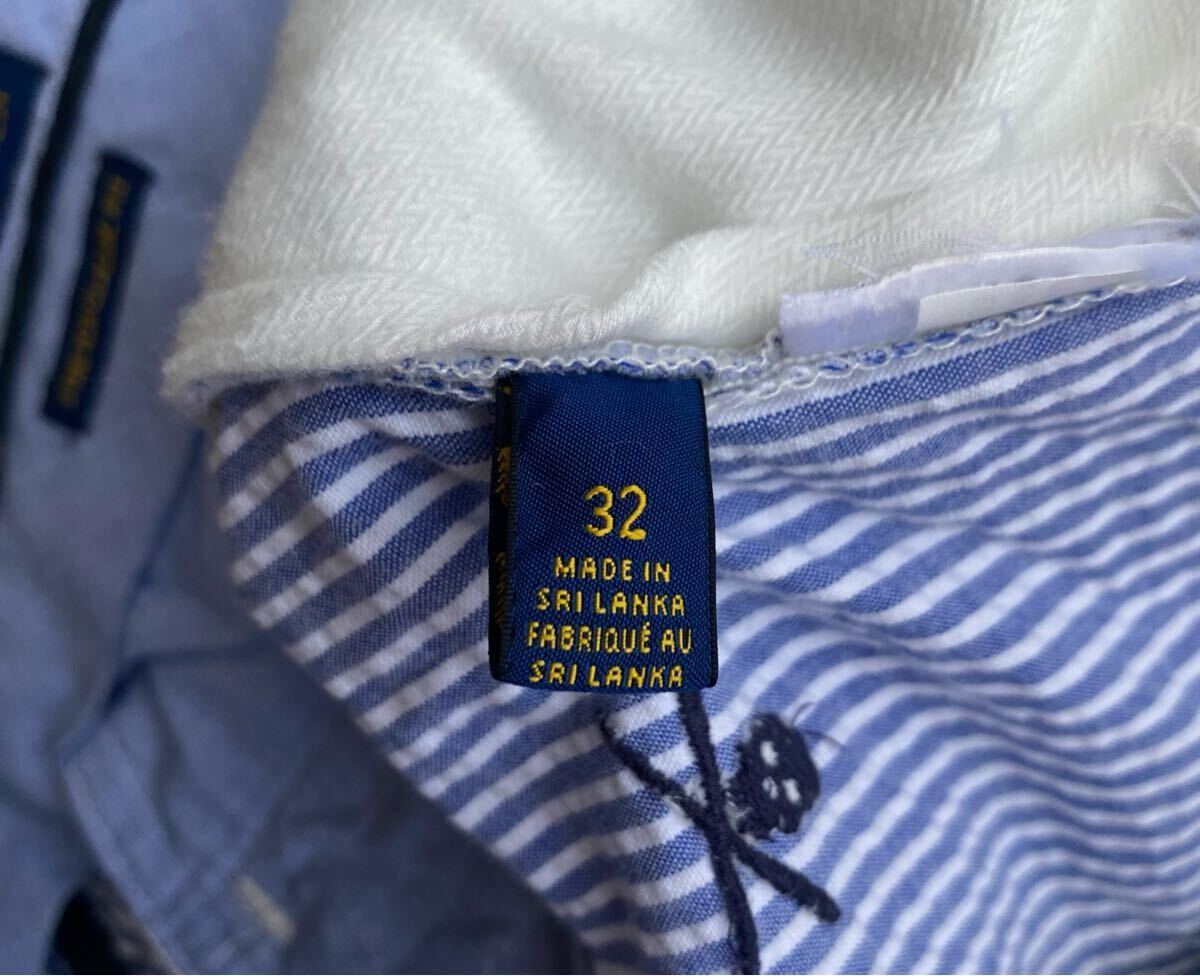 32
MADE IN
SRI LANKA
FABRIQUÉ AU
SRI LANKA